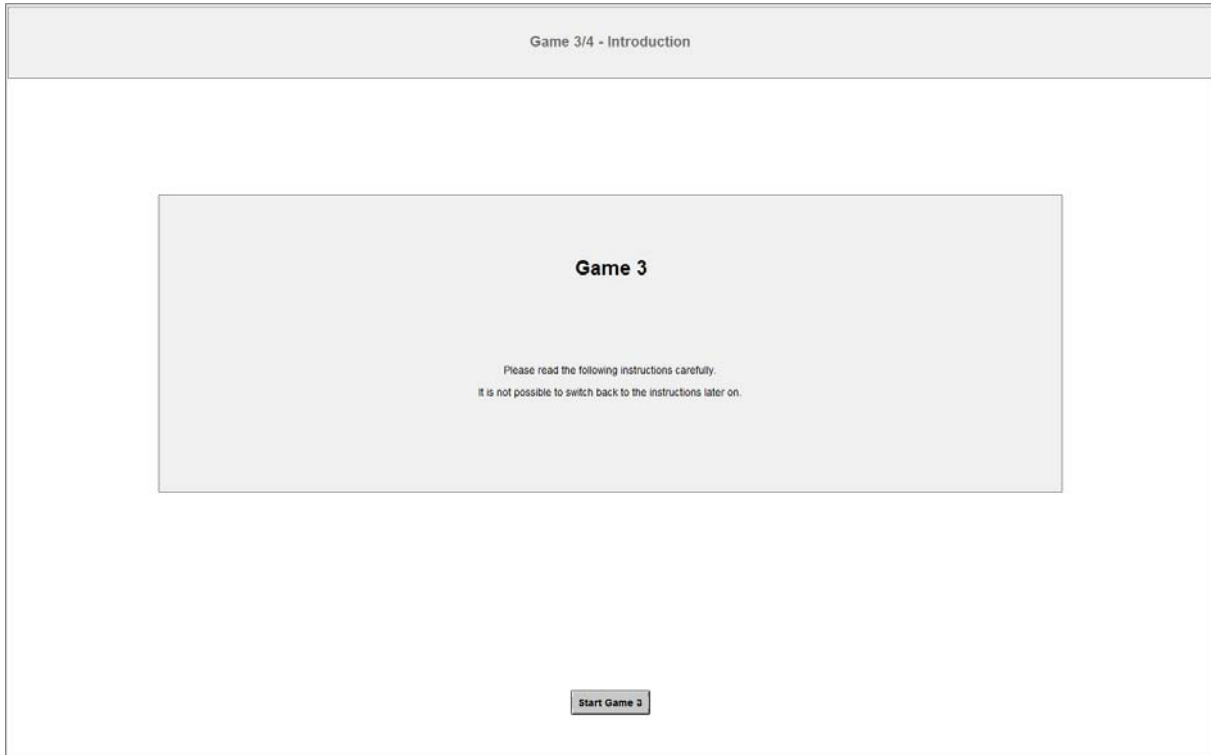 Game 3/4 - Introduction
Game 3
Please read the following instructions carefully.
It is not possible to switch back to the instructions later on.
Start Game 3